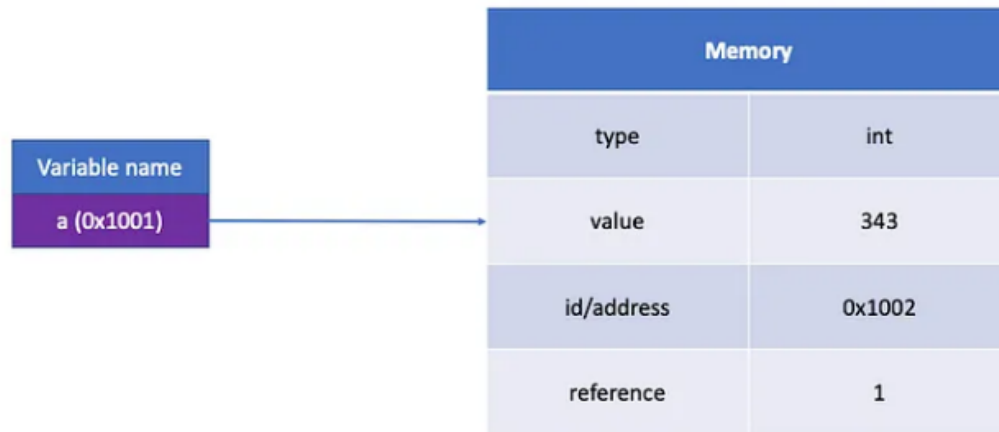 Memory
type int
Variable name
a (0x1001)
value 343
id/address 0x1002
reference 1